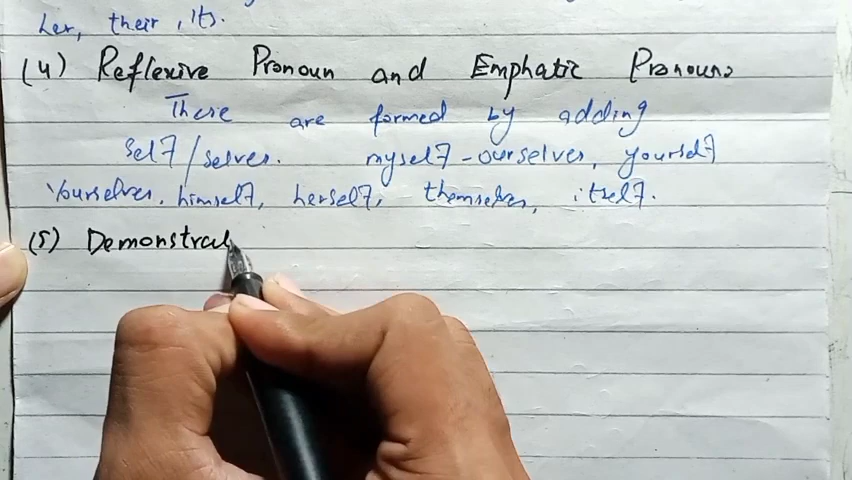 her, their, its.
(4) Reflexive Pronoun and Emphatic Pronouns
These are formed by adding
self/selves. myself-ourselves, yourself
Yourselves, himself, herself, themselves, itself.
(5) Demonstrat